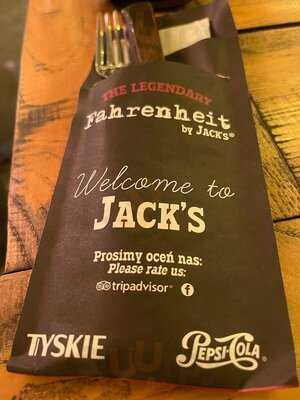 THE LEGENDARY
Fahrenheit
by JACK'S®
Welcome to
JACK'S
Prosimy oceń nas:
Please rate us:
tripadvisor® f
TYSKIE PEPSI-COLA